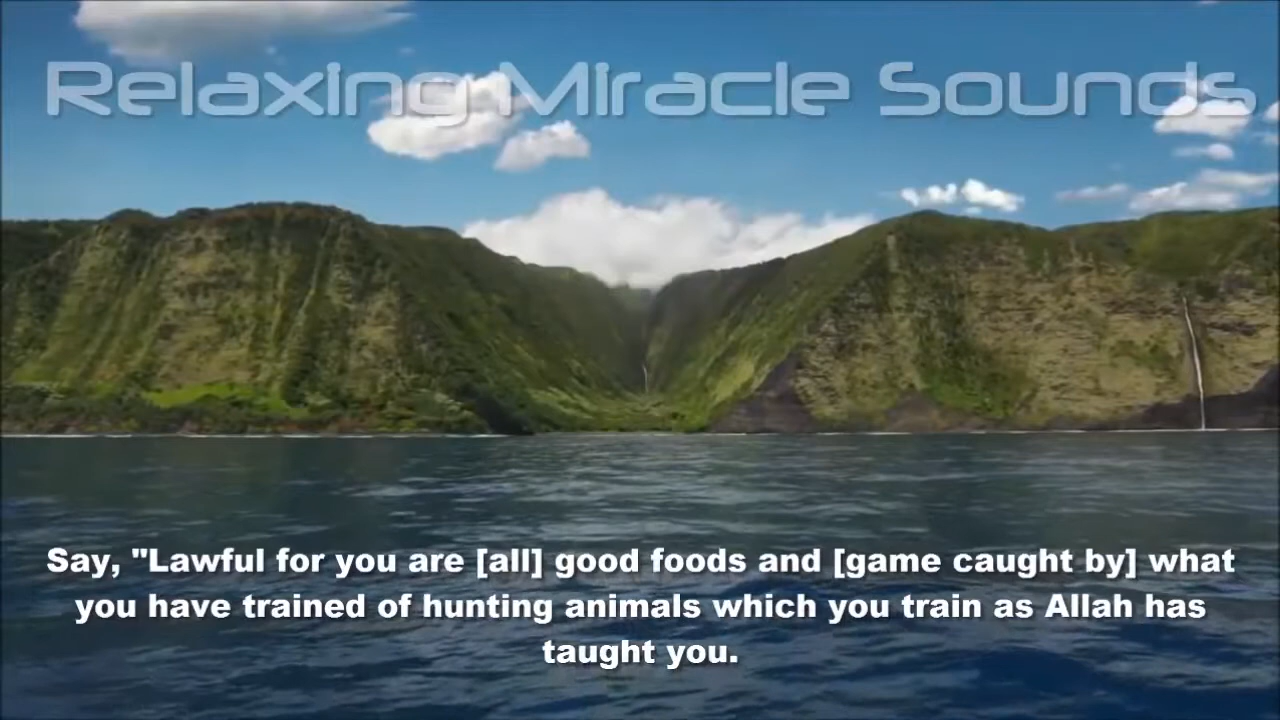 Relaxing Miracle Sounds
Say, "Lawful for you are [all] good foods and [game caught by] what
you have trained of hunting animals which you train as Allah has
taught you.